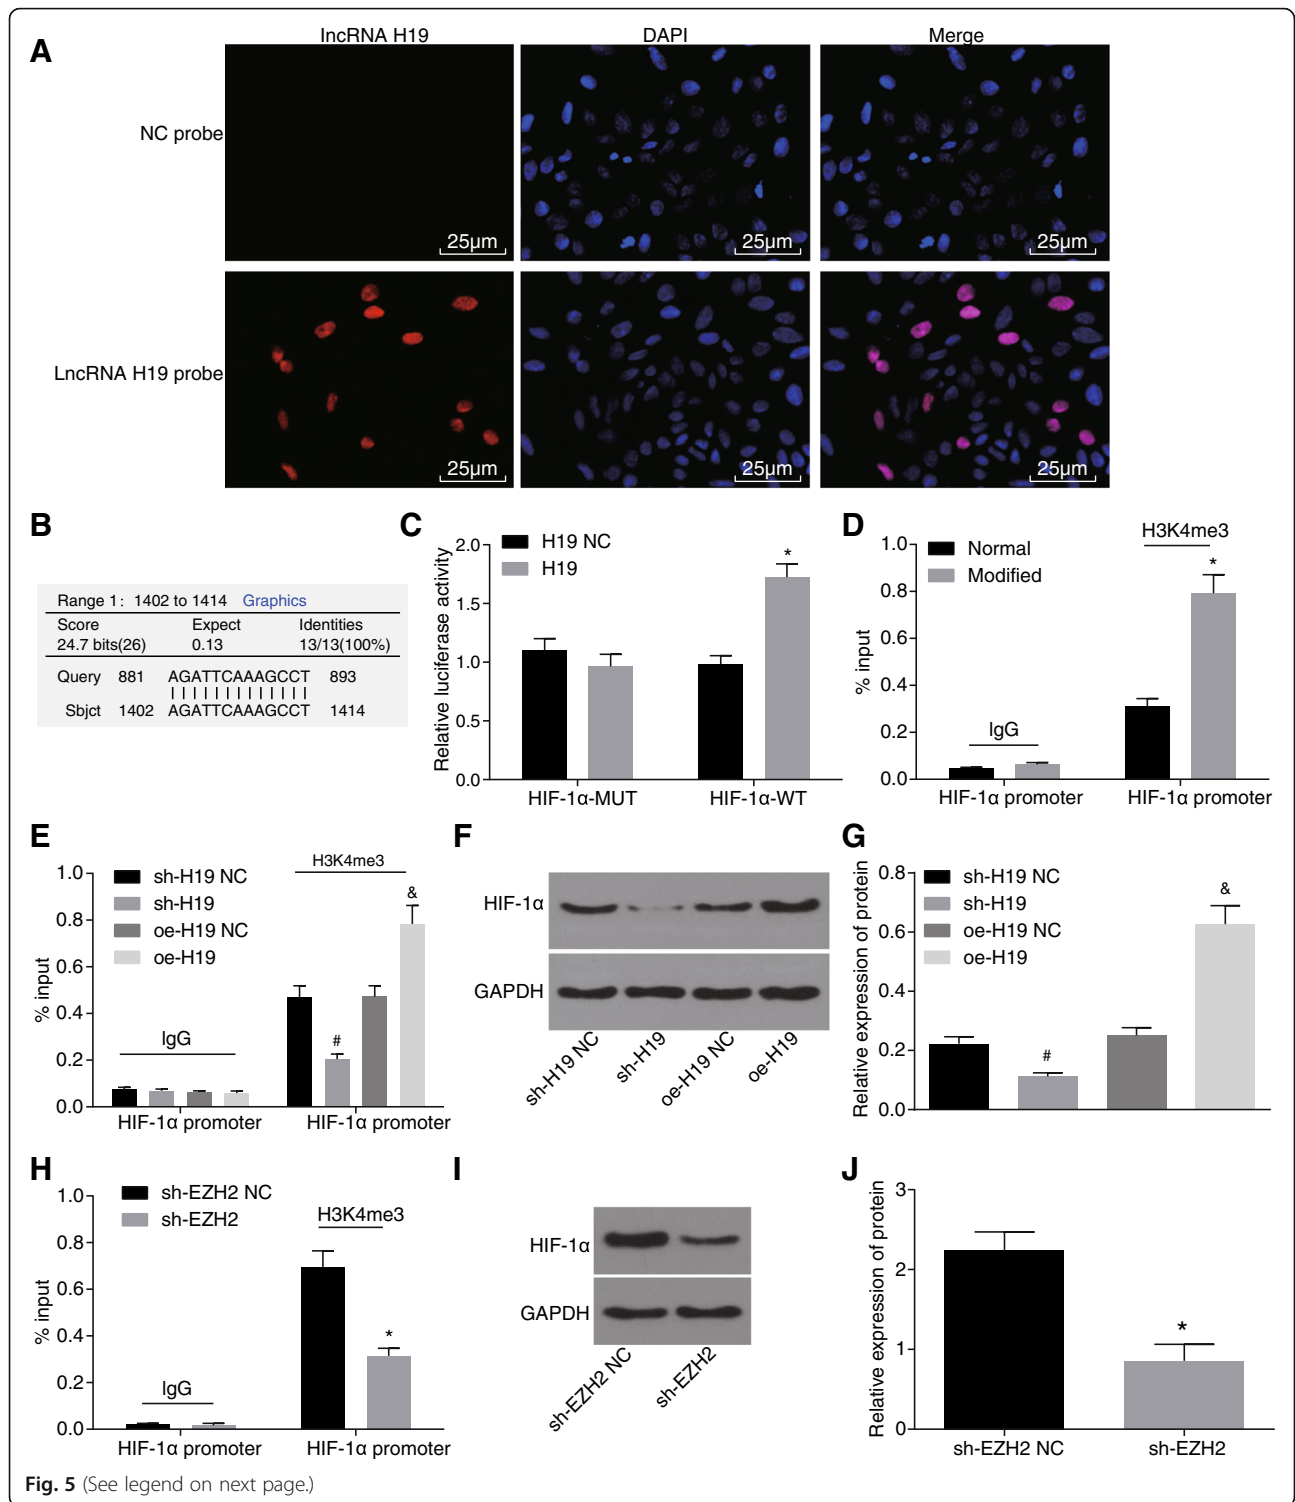 A
lncRNA H19 DAPI Merge
NC probe
25µm 25µm 25µm
LncRNA H19 probe
25µm 25µm 25µm
B
Range 1: 1402 to 1414 Graphics
Score Expect Identities
24.7 bits(26) 0.13 13/13(100%)
Query 881 AGATTCAAAGCCT 893
Sbjct 1402 AGATTCAAAGCCT 1414
C
H19 NC
H19
Relative luciferase activity
2.0
1.5
1.0
0.5
0.0
*
HIF-1α-MUT HIF-1α-WT
D
Normal
Modified
H3K4me3
*
IgG
% input
1.0
0.8
0.6
0.4
0.2
0.0
HIF-1α promoter HIF-1α promoter
E
sh-H19 NC
sh-H19
oe-H19 NC
oe-H19
H3K4me3
&
#
IgG
% input
1.0
0.8
0.6
0.4
0.2
0.0
HIF-1α promoter HIF-1α promoter
F
HIF-1α
GAPDH
sh-H19 NC sh-H19 oe-H19 NC oe-H19
G
sh-H19 NC
sh-H19
oe-H19 NC
oe-H19
&
#
Relative expression of protein
0.8
0.6
0.4
0.2
0.0
H
sh-EZH2 NC
sh-EZH2
H3K4me3
*
IgG
% input
1.0
0.8
0.6
0.4
0.2
0.0
HIF-1α promoter HIF-1α promoter
I
HIF-1α
GAPDH
sh-EZH2 NC sh-EZH2
J
Relative expression of protein
3
2
1
0
*
sh-EZH2 NC sh-EZH2
Fig. 5 (See legend on next page.)